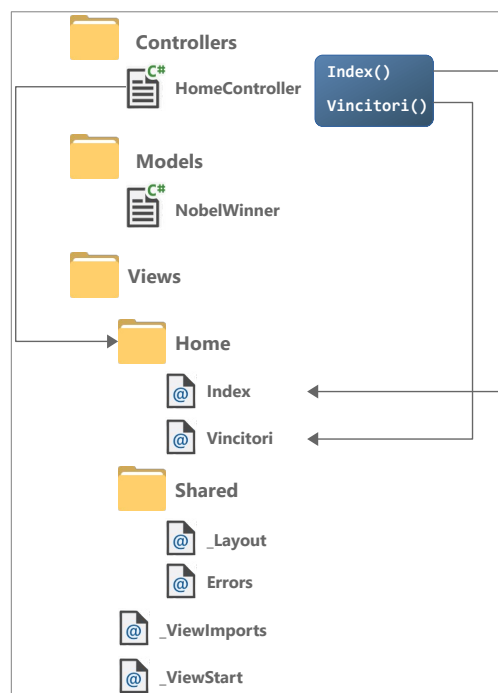 Controllers
C#
HomeController
Index()
Vincitori()
Models
C#
NobelWinner
Views
Home
@ Index
@ Vincitori
Shared
@ _Layout
@ Errors
@ _ViewImports
@ _ViewStart